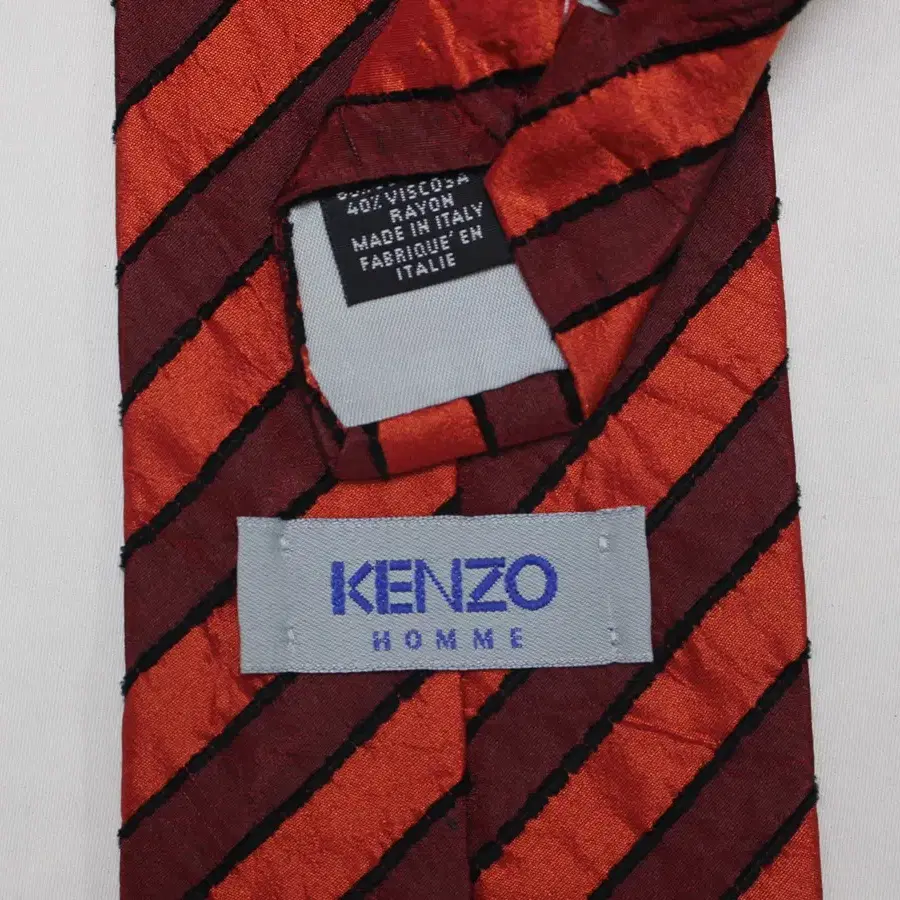 40% VISCOSA
RAYON
MADE IN ITALY
FABRIQUE' EN
ITALIE
KENZO
HOMME